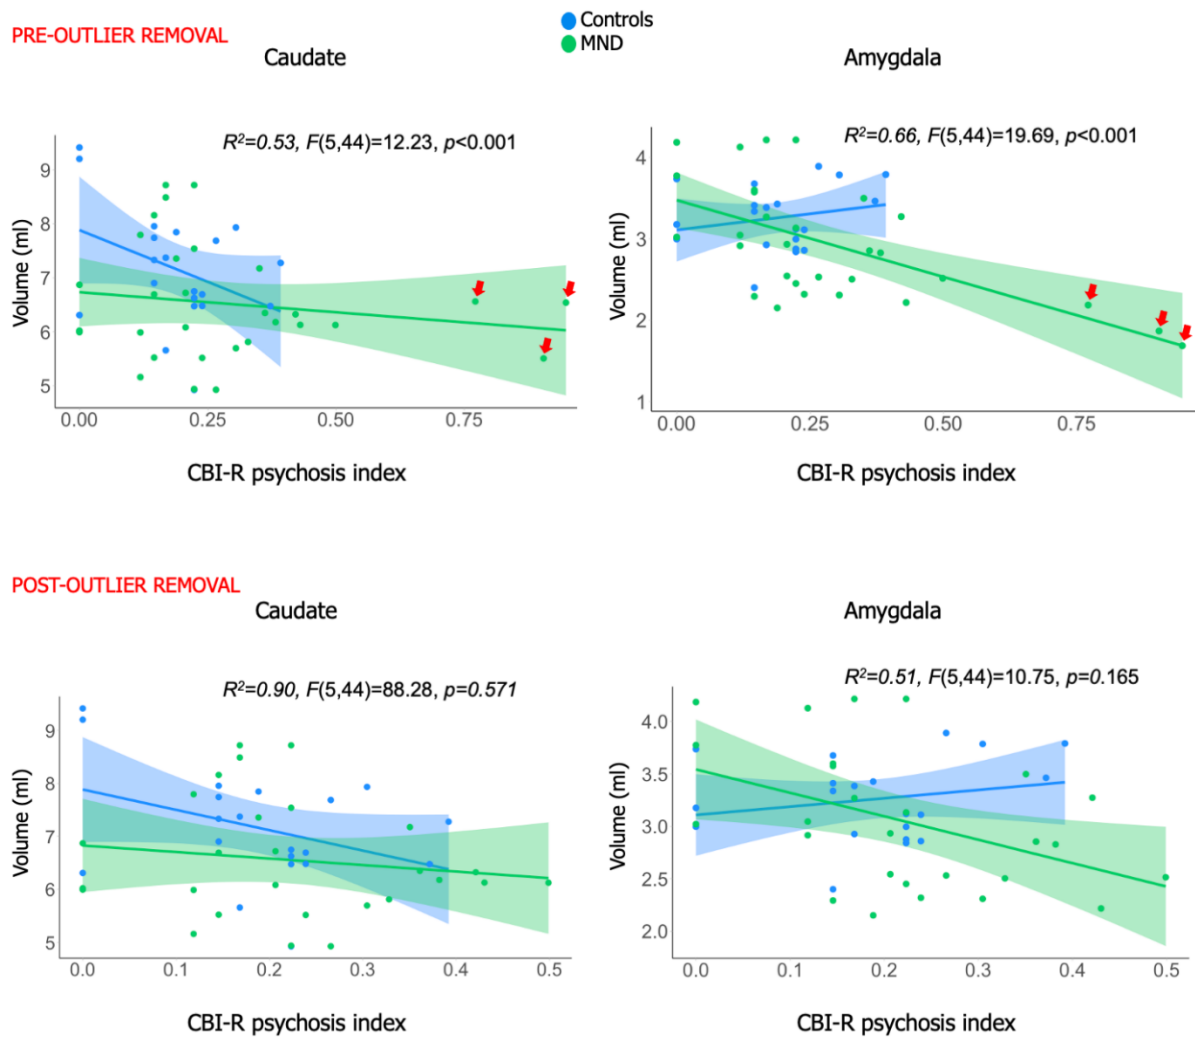 PRE-OUTLIER REMOVAL
Controls
MND
Caudate
Amygdala
R²=0.53, F(5,44)=12.23, p<0.001
R²=0.66, F(5,44)=19.69, p<0.001
Volume (ml)
9
8
7
6
5
0.00 0.25 0.50 0.75
CBI-R psychosis index
Volume (ml)
4
3
2
1
0.00 0.25 0.50 0.75
CBI-R psychosis index
POST-OUTLIER REMOVAL
Caudate
Amygdala
R²=0.90, F(5,44)=88.28, p=0.571
R²=0.51, F(5,44)=10.75, p=0.165
Volume (ml)
9
8
7
6
5
0.0 0.1 0.2 0.3 0.4 0.5
CBI-R psychosis index
Volume (ml)
4.0
3.5
3.0
2.5
2.0
0.0 0.1 0.2 0.3 0.4 0.5
CBI-R psychosis index